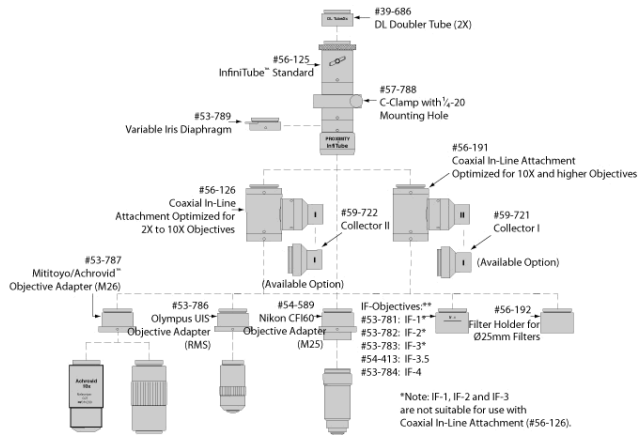 #39-686
DL Doubler Tube (2X)
#56-125
InfiniTube™ Standard
#57-788
C-Clamp with ¼-20
Mounting Hole
#53-789
Variable Iris Diaphragm
PROXIMITY
InfiTube
#56-191
Coaxial In-Line Attachment
Optimized for 10X and higher Objectives
#56-126
Coaxial In-Line
Attachment Optimized for
2X to 10X Objectives
I
II
#59-722
Collector II
#59-721
Collector I
I
I
(Available Option)
(Available Option)
#53-787
Mititoyo/Achrovid™
Objective Adapter (M26)
#53-786
Olympus UIS
Objective Adapter
(RMS)
#54-589
Nikon CFI60
Objective Adapter
(M25)
IF-Objectives:**
#53-781: IF-1*
#53-782: IF-2*
#53-783: IF-3*
#54-413: IF-3.5
#53-784: IF-4
#56-192
Filter Holder for
Ø25mm Filters
Achrovid
10x
*Note: IF-1, IF-2 and IF-3
are not suitable for use with
Coaxial In-Line Attachment (#56-126).